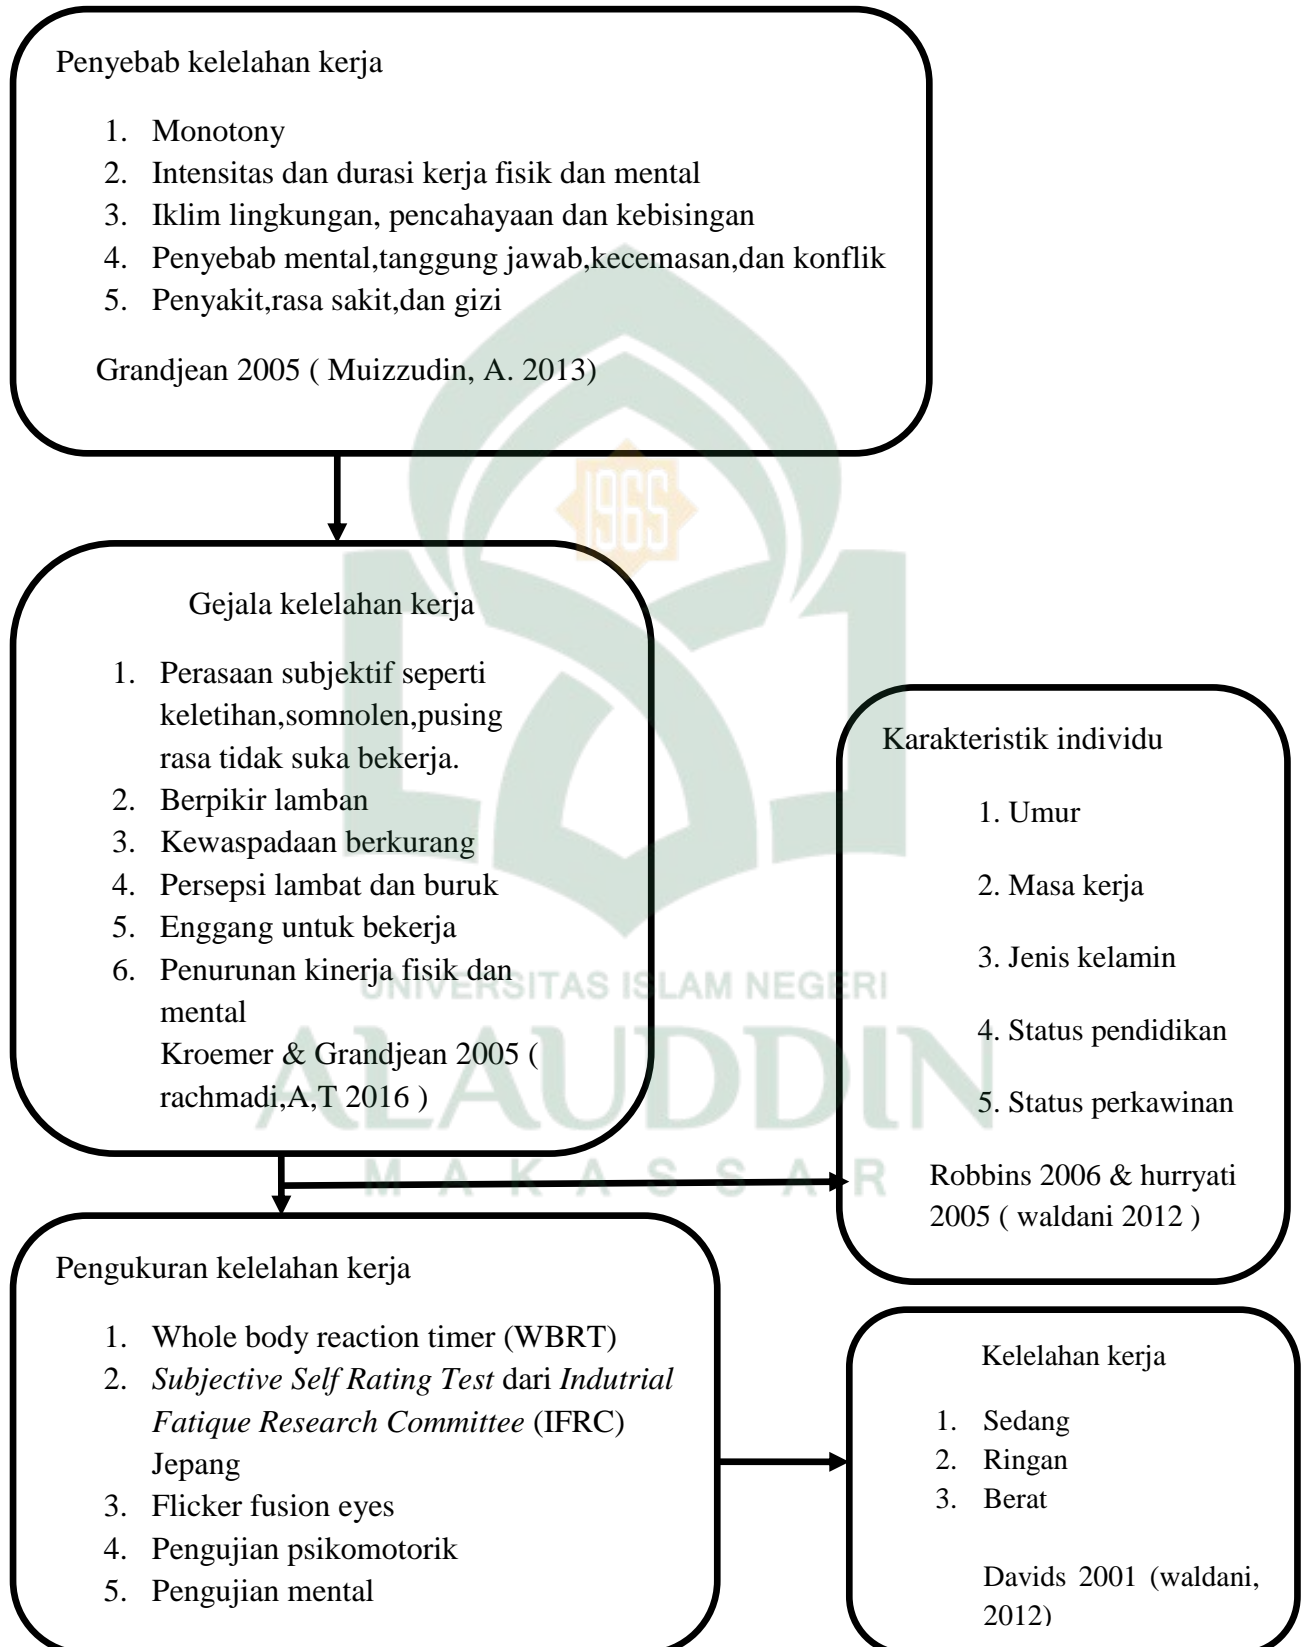 Penyebab kelelahan kerja
1. Monotony
2. Intensitas dan durasi kerja fisik dan mental
3. Iklim lingkungan, pencahayaan dan kebisingan
4. Penyebab mental,tanggung jawab,kecemasan,dan konflik
5. Penyakit,rasa sakit,dan gizi
Grandjean 2005 ( Muizzudin, A. 2013)
1965
Gejala kelelahan kerja
1. Perasaan subjektif seperti
keletihan,somnolen,pusing
rasa tidak suka bekerja.
2. Berpikir lamban
3. Kewaspadaan berkurang
4. Persepsi lambat dan buruk
5. Enggang untuk bekerja
6. Penurunan kinerja fisik dan
mental
Kroemer & Grandjean 2005 (
rachmadi,A,T 2016 )
Karakteristik individu
1. Umur
2. Masa kerja
3. Jenis kelamin
4. Status pendidikan
5. Status perkawinan
Robbins 2006 & hurryati
2005 ( waldani 2012 )
UNIVERSITAS ISLAM NEGERI
ALAUDDIN
MAKASSAR
Pengukuran kelelahan kerja
1. Whole body reaction timer (WBRT)
2. Subjective Self Rating Test dari Indutrial
Fatique Research Committee (IFRC)
Jepang
3. Flicker fusion eyes
4. Pengujian psikomotorik
5. Pengujian mental
Kelelahan kerja
1. Sedang
2. Ringan
3. Berat
Davids 2001 (waldani,
2012)